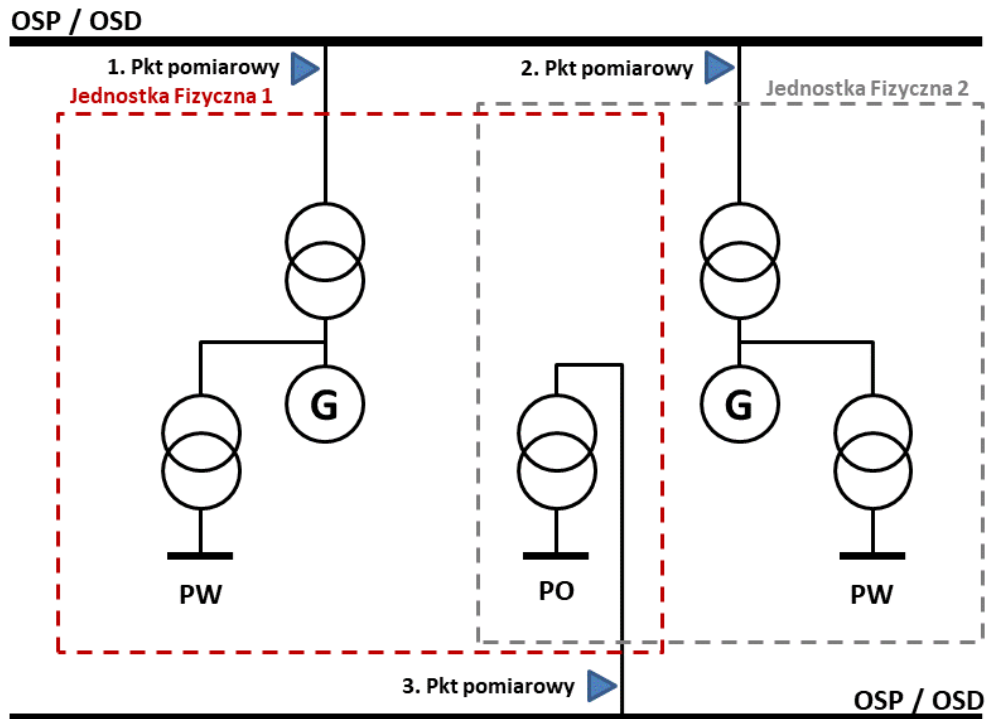 OSP / OSD
1. Pkt pomiarowy
2. Pkt pomiarowy
Jednostka Fizyczna 1
Jednostka Fizyczna 2
G
G
PW
PO
PW
3. Pkt pomiarowy
OSP / OSD